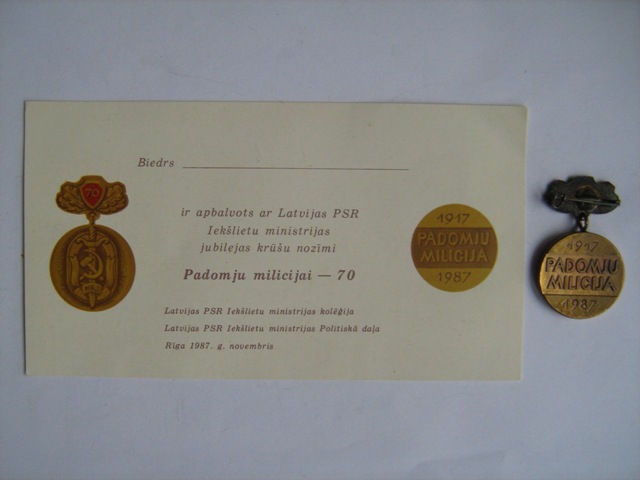 Biedrs
ir apbalvots ar Latvijas PSR
Iekšlietu ministrijas
jubilejas krūšu nozīmi
Padomju milicijai — 70
Latvijas PSR Iekšlietu ministrijas kolēģija
Latvijas PSR Iekšlietu ministrijas Politiskā daļa
Rīga 1987. g. novembris
70
1917
PADOMJU
MILICIJA
1987
1917
PADOMJU
MILICIJA
1987